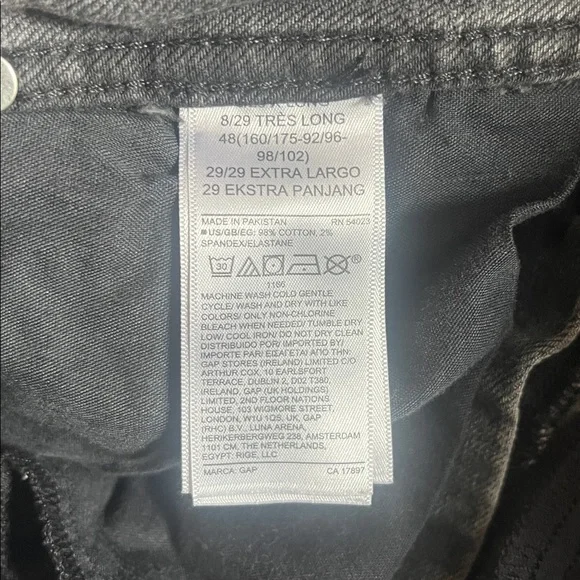 LONG
8/29 TRÈS LONG
48(160/175-92/96-
98/102)
29/29 EXTRA LARGO
29 EKSTRA PANJANG
MADE IN PAKISTAN RN 54023
US/GB/EG: 98% COTTON, 2%
SPANDEX/ELASTANE
30
1166
MACHINE WASH COLD GENTLE
CYCLE/ WASH AND DRY WITH LIKE
COLORS/ ONLY NON-CHLORINE
BLEACH WHEN NEEDED/ TUMBLE DRY
LOW/ COOL IRON/ DO NOT DRY CLEAN
DISTRIBUIDO POR/ IMPORTED BY/
IMPORTE PAR/ ΕΙΣΑΓΕΤΑΙ ΑΠΟ ΤΗΝ:
GAP STORES (IRELAND) LIMITED C/O
ARTHUR COX, 10 EARLSFORT
TERRACE, DUBLIN 2, D02 T380,
IRELAND, GAP (UK HOLDINGS)
LIMITED, 2ND FLOOR NATIONS
HOUSE, 103 WIGMORE STREET,
LONDON, W1U 1QS, UK, GAP
(RHC) B.V., LUNA ARENA,
HERIKERBERGWEG 238, AMSTERDAM
1101 CM, THE NETHERLANDS,
EGYPT: RIGE, LLC
MARCA: GAP CA 17897